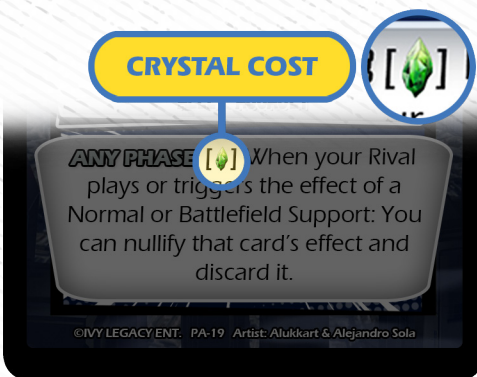 CRYSTAL COST
[ ]
ANY PHASE [ ] When your Rival
plays or triggers the effect of a
Normal or Battlefield Support: You
can nullify that card's effect and
discard it.
©IVY LEGACY ENT. PA-19 Artist: Alukkart & Alejandro Sola